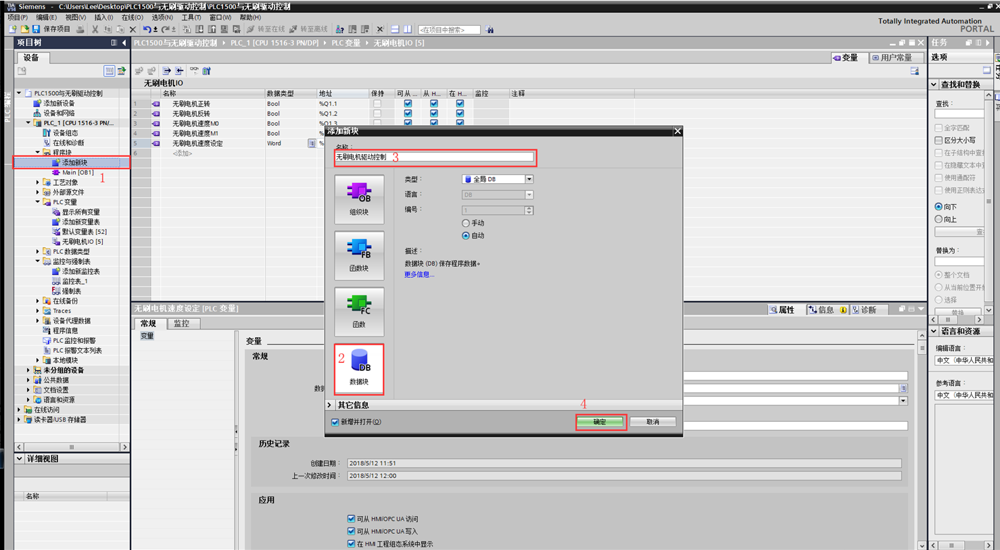 Siemens - C:\Users\Lee\Desktop\PLC1500与无刷驱动控制\PLC1500与无刷驱动控制
项目(P) 编辑(E) 视图(V) 插入(I) 在线(O) 选项(N) 工具(T) 窗口(W) 帮助(H)
Totally Integrated Automation
PORTAL
保存项目 转至在线 转至离线 <在项目中搜索>
项目树
PLC1500与无刷驱动控制 PLC_1 [CPU 1516-3 PN/DP] PLC 变量 无刷电机IO [5]
任务
设备
变量 用户常量
选项
无刷电机IO
名称 数据类型 地址 保持 可从 ... 从 H... 在 H... 监控 注释
1 无刷电机正转 Bool %Q1.1
2 无刷电机反转 Bool %Q1.2
3 无刷电机速度M0 Bool %Q1.3
4 无刷电机速度M1 Bool %
5 无刷电机速度设定 Word %
6 <添加>
PLC1500与无刷驱动控制
添加新设备
设备和网络
PLC_1 [CPU 1516-3 PN/...
设备组态
在线和诊断
程序块
添加新块
1
Main [OB1]
工艺对象
外部源文件
PLC 变量
显示所有变量
添加新变量表
默认变量表 [52]
无刷电机IO [5]
PLC 数据类型
监控与强制表
添加新监控表
监控表_1
强制表
在线备份
Traces
设备代理数据
程序信息
PLC 监控和报警
PLC 报警文本列表
本地模块
未分组的设备
公共数据
文档设置
语言和资源
在线访问
读卡器/USB 存储器
详细视图
名称
添加新块
名称：
无刷电机驱动控制 3
OB
组织块
FB
函数块
FC
函数
2
DB
数据块
类型：
全局 DB
语言：
DB
编号：
1
手动
自动
描述：
数据块 (DB) 保存程序数据。
更多信息...
其它信息
新增并打开(O)
4
确定
取消
无刷电机速度设定 [PLC 变量]
属性 信息 诊断
常规 监控
变量
变量
常规
历史记录
创建日期： 2018/5/12 11:51
上一次修改时间： 2018/5/12 12:00
应用
可从 HMI/OPC UA 访问
可从 HMI/OPC UA 写入
在 HMI 工程组态系统中显示
查找和替换
查找：
全字匹配
区分大小写
在子结构中查
在隐藏文本中
使用通配符
使用正则表达
向下
向上
替换为：
整个文档
从当前位置开
选择
替换
语言和资源
编辑语言：
中文（中华人民共和
参考语言：
中文（中华人民共和